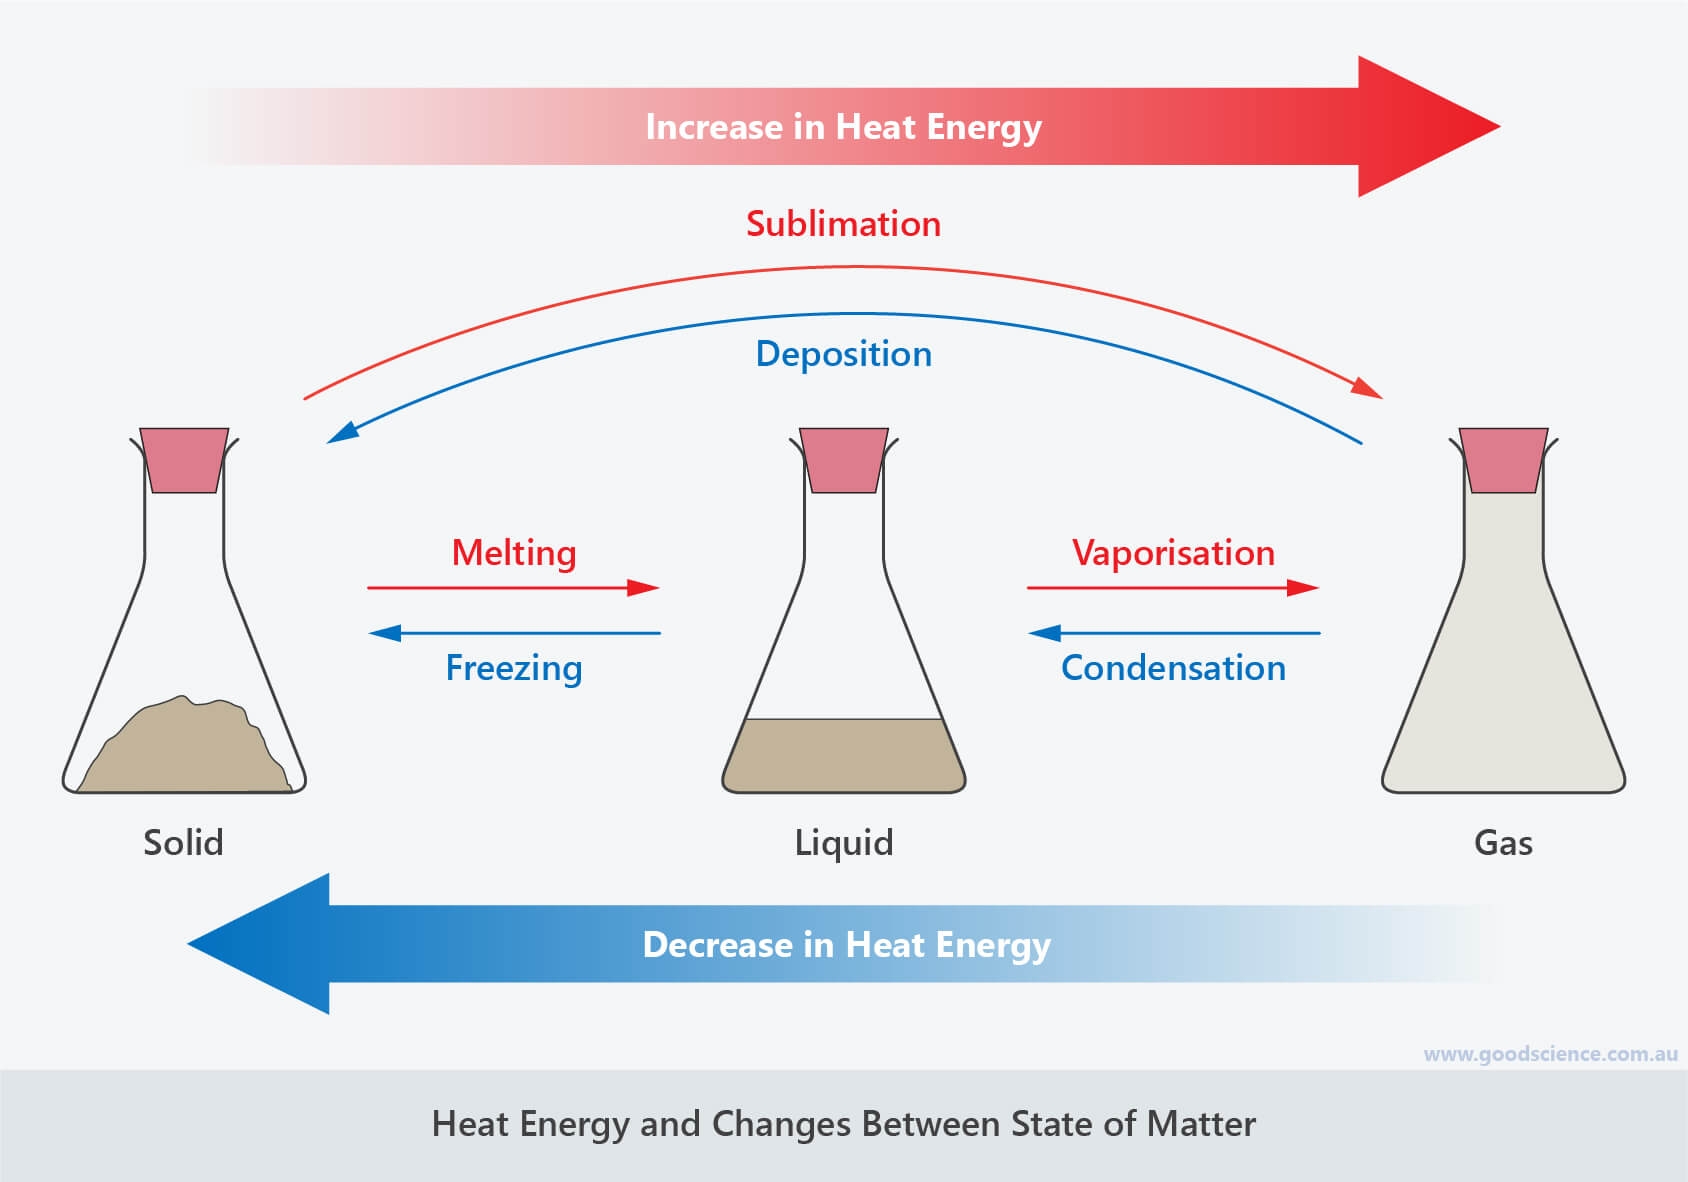 Increase in Heat Energy
Sublimation
Deposition
Melting
Vaporisation
Freezing
Condensation
Solid
Liquid
Gas
Decrease in Heat Energy
www.goodscience.com.au
Heat Energy and Changes Between State of Matter